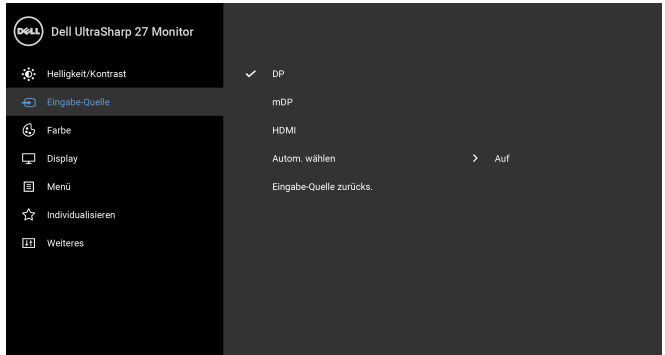 DELL Dell UltraSharp 27 Monitor
Helligkeit/Kontrast
Eingabe-Quelle
Farbe
Display
Menü
Individualisieren
Weiteres
DP
mDP
HDMI
Autom. wählen Auf
Eingabe-Quelle zurücks.